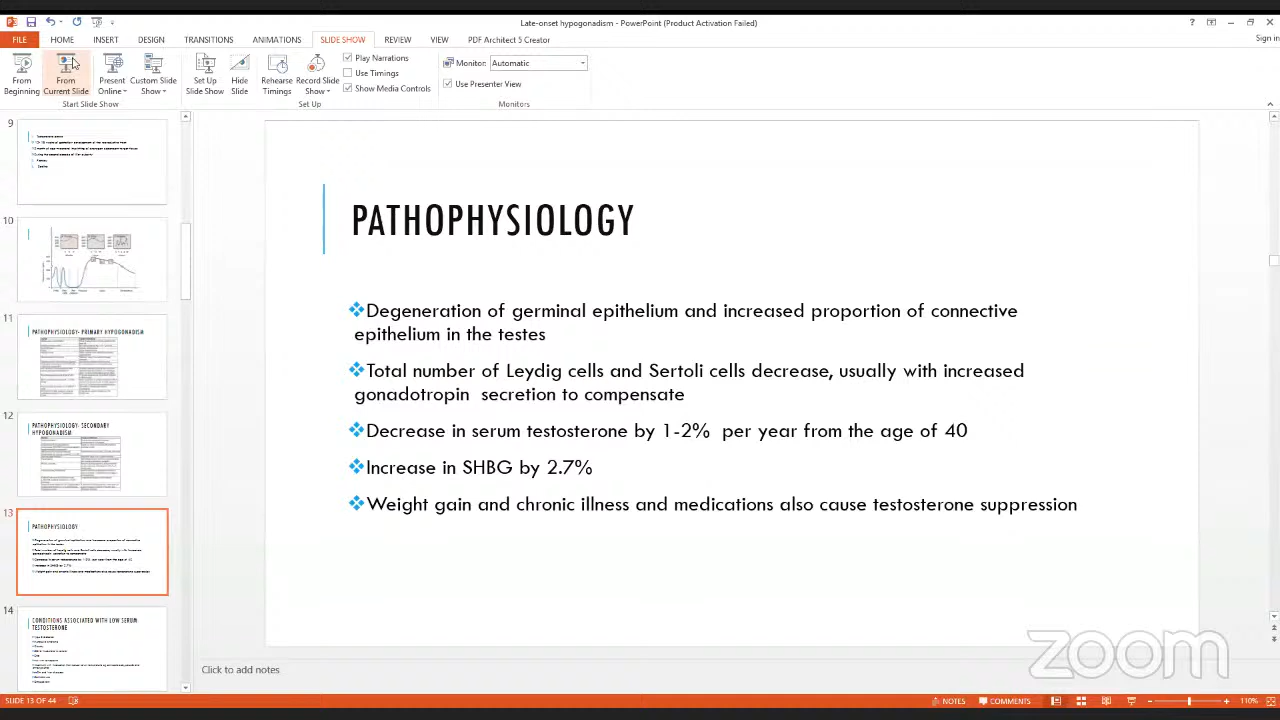 Late-onset hypogonadism - PowerPoint (Product Activation Failed)
Sign in
FILE HOME INSERT DESIGN TRANSITIONS ANIMATIONS SLIDE SHOW REVIEW VIEW PDF Architect 5 Creator
From Beginning
From Current Slide
Present Online
Custom Slide Show
Set Up Slide Show
Hide Slide
Rehearse Timings
Record Slide Show
Play Narrations
Use Timings
Show Media Controls
Monitor: Automatic
Use Presenter View
Start Slide Show
Set Up
Monitors
9
10
11
PATHOPHYSIOLOGY- PRIMARY HYPOGONADISM
12
PATHOPHYSIOLOGY- SECONDARY
HYPOGONADISM
13
PATHOPHYSIOLOGY
14
CONDITIONS ASSOCIATED WITH LOW SERUM
TESTOSTERONE
PATHOPHYSIOLOGY
Degeneration of germinal epithelium and increased proportion of connective
epithelium in the testes
Total number of Leydig cells and Sertoli cells decrease, usually with increased
gonadotropin secretion to compensate
Decrease in serum testosterone by 1-2% per year from the age of 40
Increase in SHBG by 2.7%
Weight gain and chronic illness and medications also cause testosterone suppression
zoom
Click to add notes
SLIDE 13 OF 44
NOTES
COMMENTS
110%